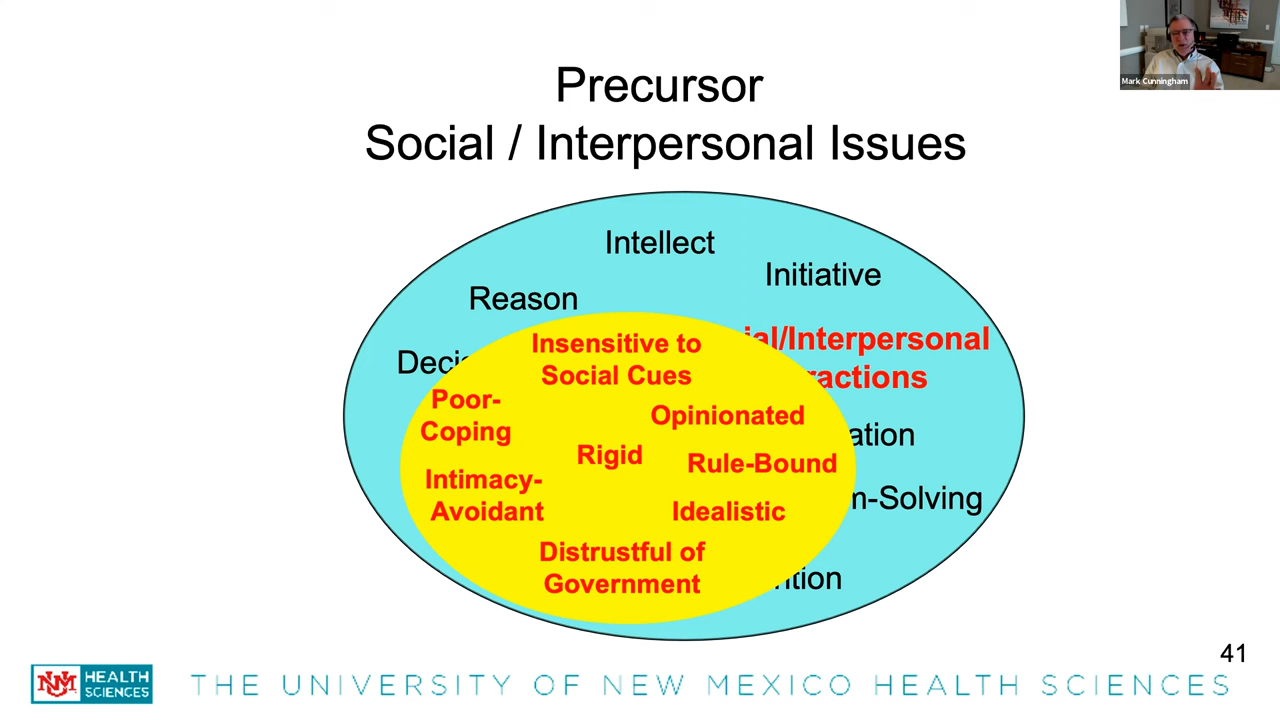 Mark Cunningham
Precursor
Social / Interpersonal Issues
Intellect
Initiative
Reason
Insensitive to
Social Cues
ial/Interpersonal
ractions
Deci
Poor-
Coping
Opinionated
ation
Rigid
Rule-Bound
Intimacy-
Avoidant
Idealistic
m-Solving
Distrustful of
Government
ntion
41
UNM HEALTH
SCIENCES
THE UNIVERSITY OF NEW MEXICO HEALTH SCIENCES